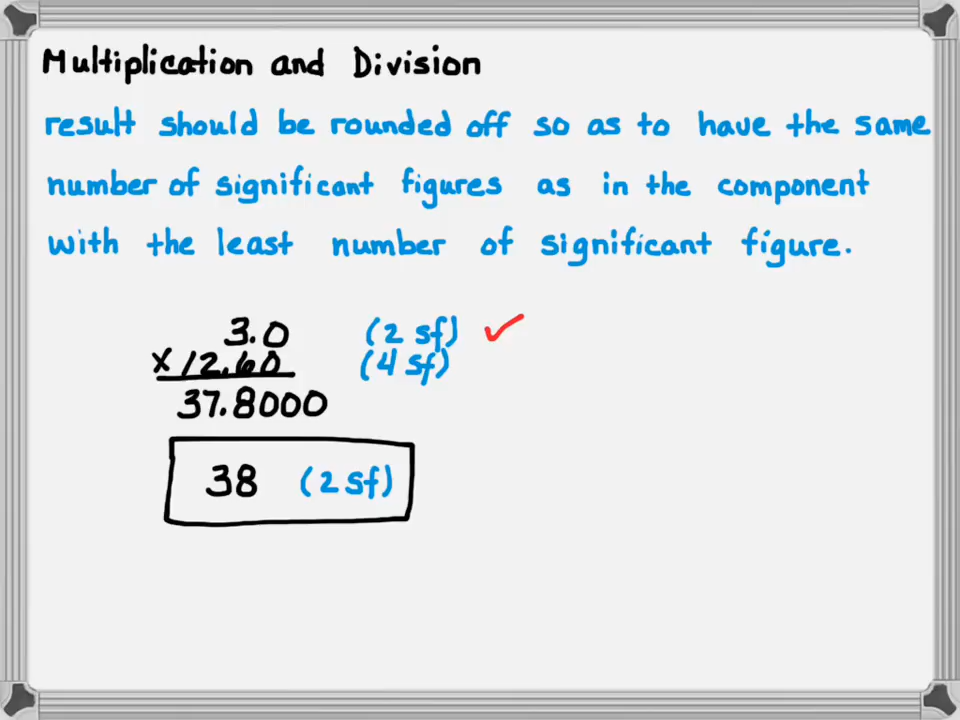 Multiplication and Division
result should be rounded off so as to have the same
number of significant figures as in the component
with the least number of significant figure.
3.0 (2 sf) ✓
x 12.60 (4 sf)
37.8000
38 (2 sf)